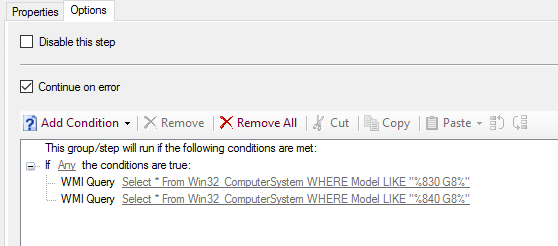 Properties Options
Disable this step
Continue on error
Add Condition Remove Remove All Cut Copy Paste
This group/step will run if the following conditions are met:
If Any the conditions are true:
WMI Query Select * From Win32_ComputerSystem WHERE Model LIKE "%830 G8%"
WMI Query Select * From Win32_ComputerSystem WHERE Model LIKE "%840 G8%"